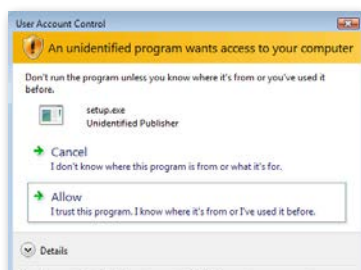 User Account Control
An unidentified program wants access to your computer
Don't run the program unless you know where it's from or you've used it
before.
setup.exe
Unidentified Publisher
Cancel
I don't know where this program is from or what it's for.
Allow
I trust this program. I know where it's from or I've used it before.
Details